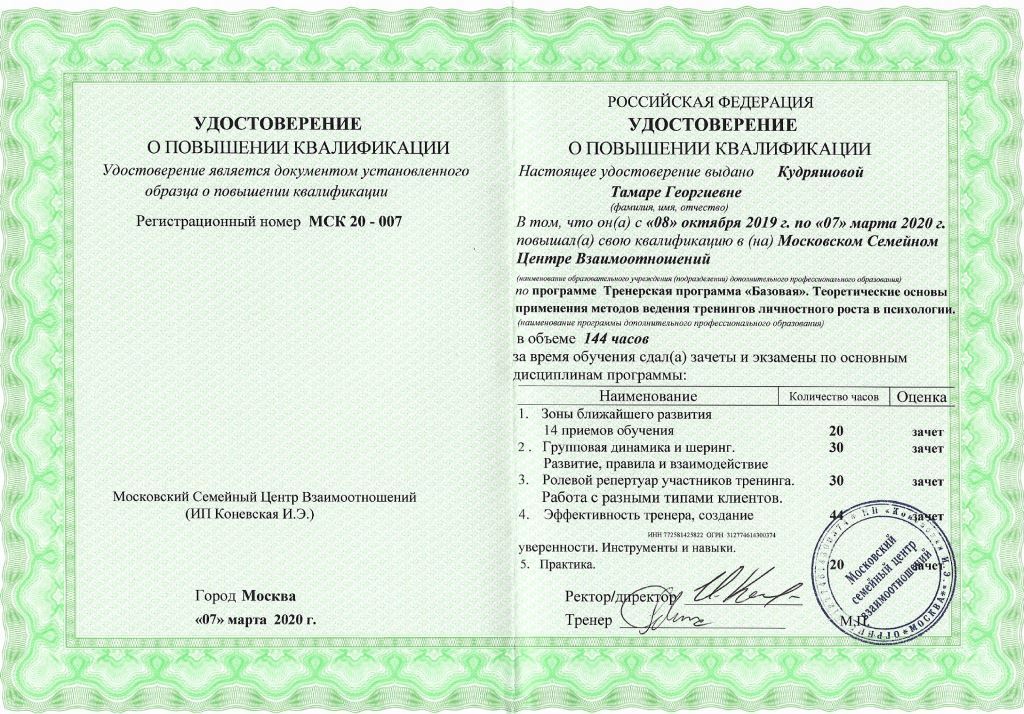 УДОСТОВЕРЕНИЕ
О ПОВЫШЕНИИ КВАЛИФИКАЦИИ
Удостоверение является документом установленного
образца о повышении квалификации
Регистрационный номер МСК 20 - 007
Московский Семейный Центр Взаимоотношений
(ИП Коневская И.Э.)
Город Москва
«07» марта 2020 г.
РОССИЙСКАЯ ФЕДЕРАЦИЯ
УДОСТОВЕРЕНИЕ
О ПОВЫШЕНИИ КВАЛИФИКАЦИИ
Настоящее удостоверение выдано Кудряшовой
Тамаре Георгиевне
(фамилия, имя, отчество)
В том, что он(а) с «08» октября 2019 г. по «07» марта 2020 г.
повышал(а) свою квалификацию в (на) Московском Семейном
Центре Взаимоотношений
(наименование образовательного учреждения (подразделении) дополнительного профессионального образования)
по программе Тренерская программа «Базовая». Теоретические основы
применения методов ведения тренингов личностного роста в психологии.
(наименование программы дополнительного профессионального образования)
в объеме 144 часов
за время обучения сдал(а) зачеты и экзамены по основным
дисциплинам программы:
Наименование Количество часов Оценка
1. Зоны ближайшего развития
14 приемов обучения 20 зачет
2 . Групповая динамика и шеринг. 30 зачет
Развитие, правила и взаимодействие
3. Ролевой репертуар участников тренинга. 30 зачет
Работа с разными типами клиентов.
4. Эффективность тренера, создание 44 зачет
ИНН 772581425822 ОГРН 312774614300374
уверенности. Инструменты и навыки.
5. Практика. 20 зачет
Ректор/директор
Тренер М.П.
Московский
семейный центр
взаимоотношений
МОСКВА